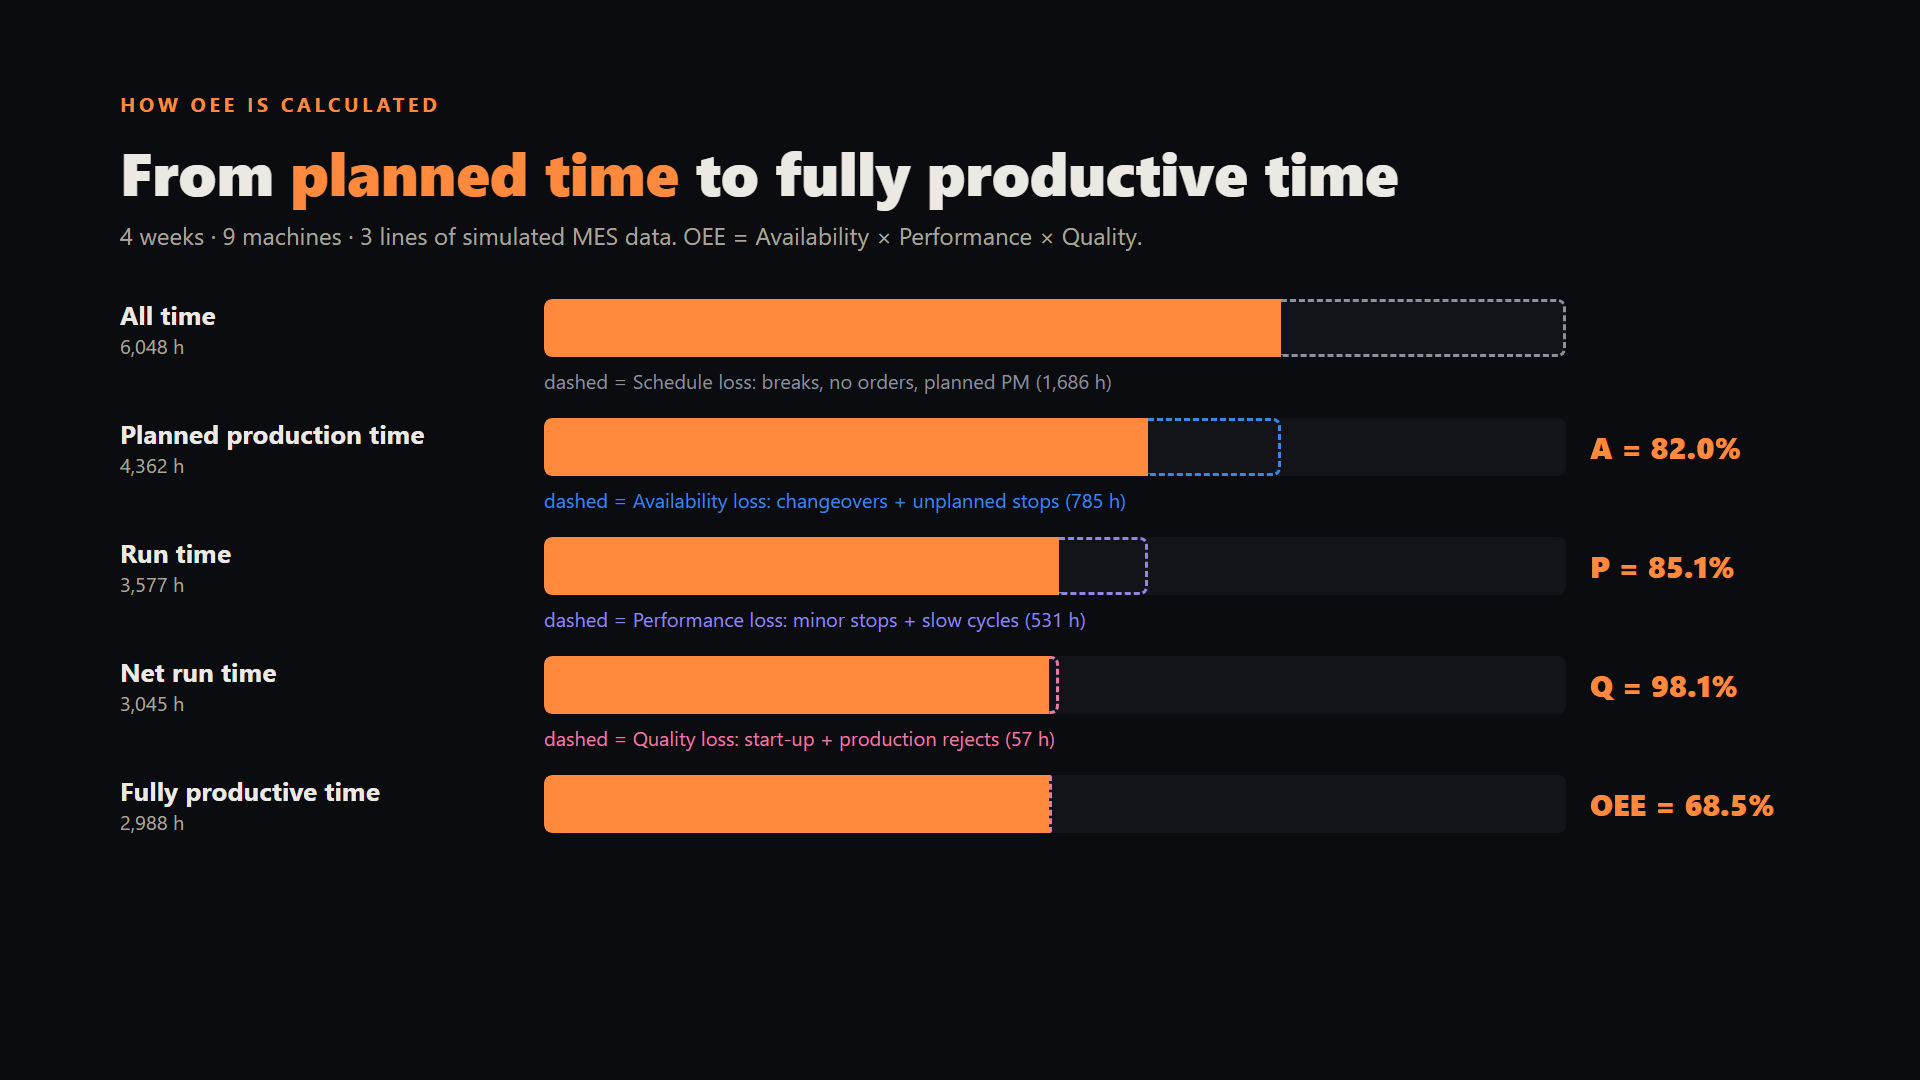 HOW OEE IS CALCULATED
From planned time to fully productive time
4 weeks · 9 machines · 3 lines of simulated MES data. OEE = Availability × Performance × Quality.
All time
6,048 h
dashed = Schedule loss: breaks, no orders, planned PM (1,686 h)
Planned production time
4,362 h
A = 82.0%
dashed = Availability loss: changeovers + unplanned stops (785 h)
Run time
3,577 h
P = 85.1%
dashed = Performance loss: minor stops + slow cycles (531 h)
Net run time
3,045 h
Q = 98.1%
dashed = Quality loss: start-up + production rejects (57 h)
Fully productive time
2,988 h
OEE = 68.5%